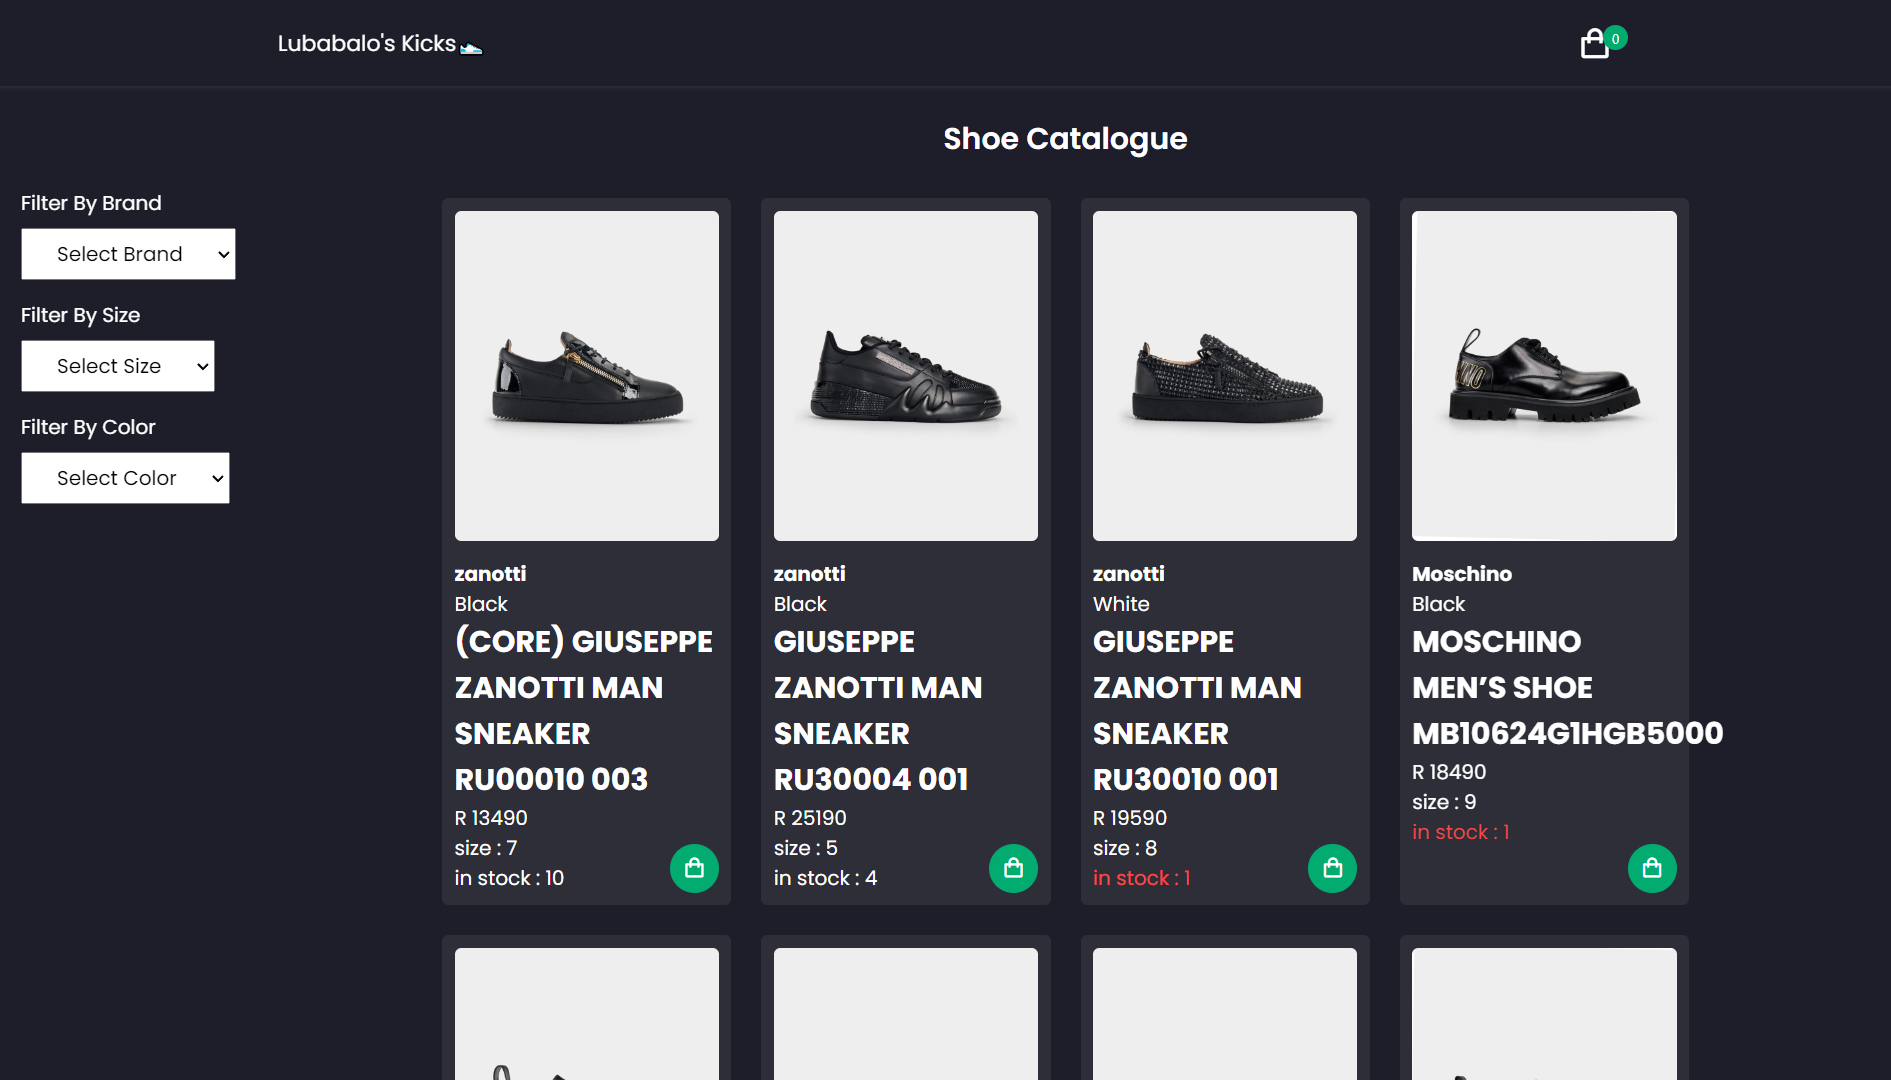 Lubabalo's Kicks
0
Shoe Catalogue
Filter By Brand
Select Brand
Filter By Size
Select Size
Filter By Color
Select Color
zanotti
Black
(CORE) GIUSEPPE
ZANOTTI MAN
SNEAKER
RU00010 003
R 13490
size : 7
in stock : 10
zanotti
Black
GIUSEPPE
ZANOTTI MAN
SNEAKER
RU30004 001
R 25190
size : 5
in stock : 4
zanotti
White
GIUSEPPE
ZANOTTI MAN
SNEAKER
RU30010 001
R 19590
size : 8
in stock : 1
Moschino
Black
MOSCHINO
MEN’S SHOE
MB10624G1HGB5000
R 18490
size : 9
in stock : 1